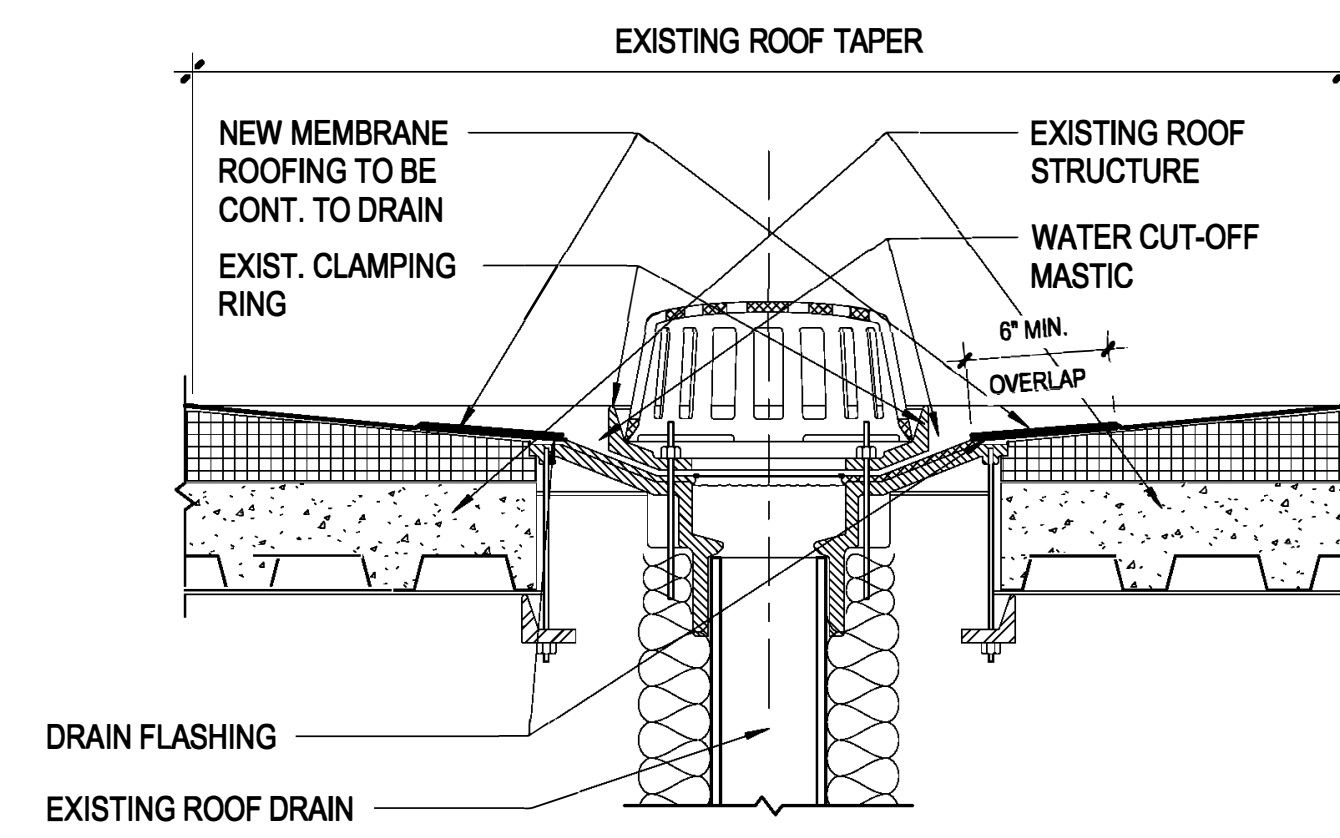 EXISTING ROOF TAPER
NEW MEMBRANE
ROOFING TO BE
CONT. TO DRAIN
EXIST. CLAMPING
RING
EXISTING ROOF
STRUCTURE
WATER CUT-OFF
MASTIC
6" MIN.
OVERLAP
DRAIN FLASHING
EXISTING ROOF DRAIN